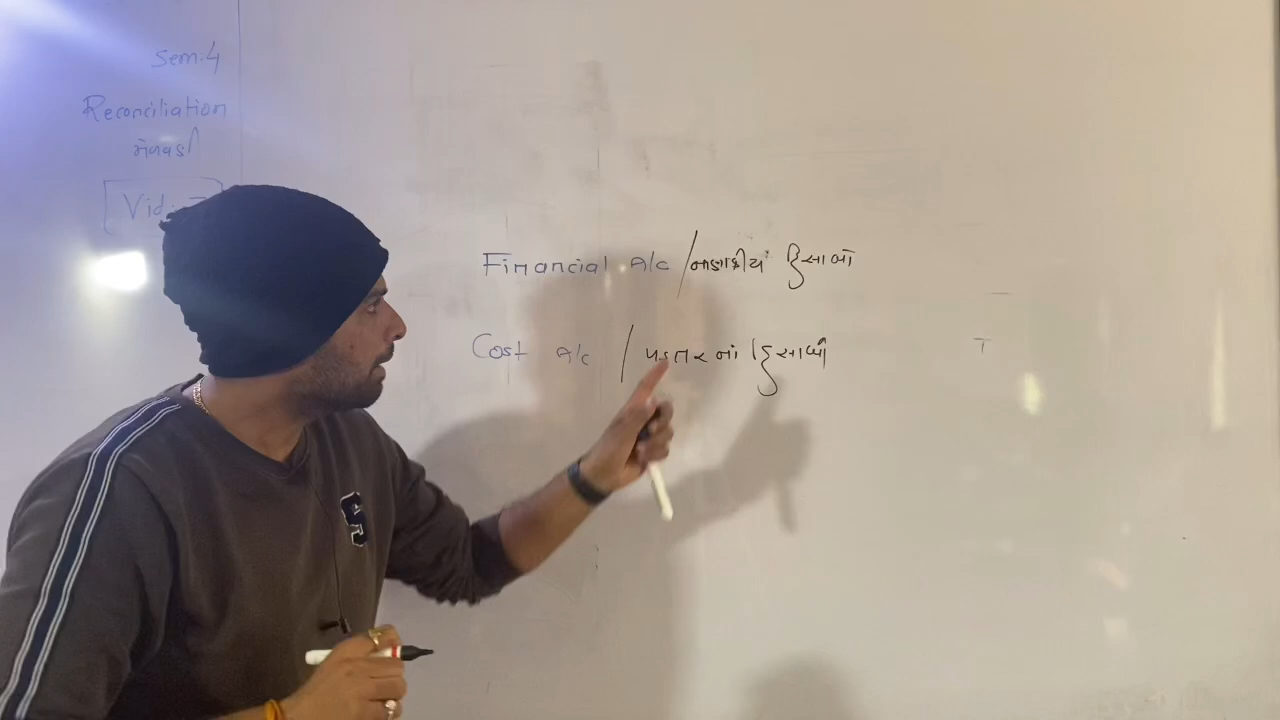 Sem.4
Reconciliation
મેળવણી
Vid.
Financial A/c / નાણાકીય હિસાબો
Cost A/c / પડતરનાં હિસાબો
S